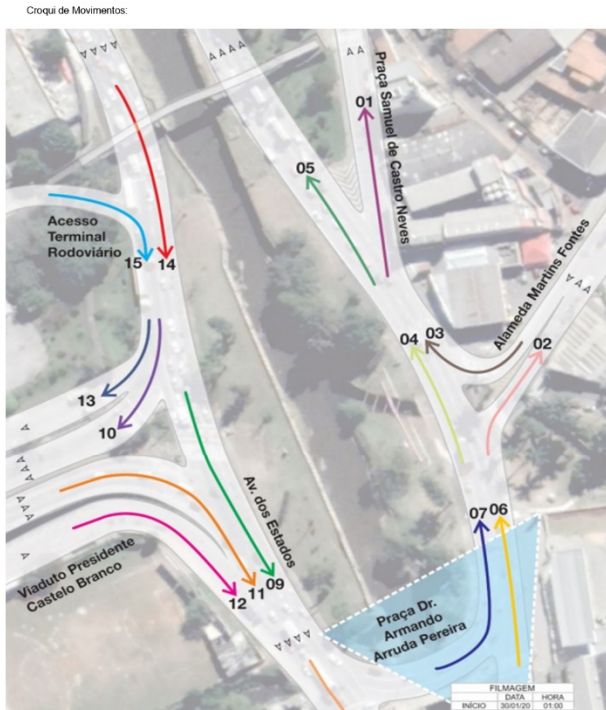 Croqui de Movimentos:
01
Praça Samuel de Castro Neves
05
Acesso
Terminal
Rodoviário
15
14
Alameda Martins Fontes
04
03
02
13
10
Av. dos Estados
07
06
Viaduto Presidente
Castelo Branco
12
11
09
Praça Dr.
Armando
Arruda Pereira
FILMAGEM
DATA HORA
INÍCIO 30/01/20 01:00